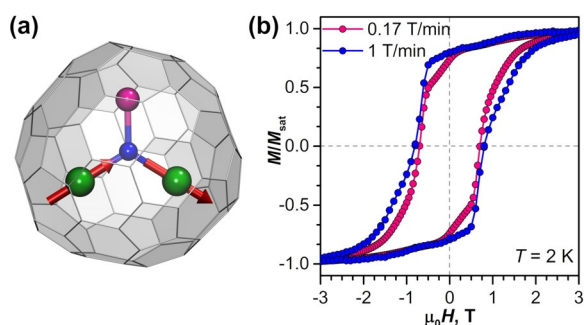 (a)
(b)
0.17 T/min
1 T/min
M/Msat
1.0
0.5
0.0
-0.5
-1.0
T = 2 K
-3 -2 -1 0 1 2 3
μ0H, T